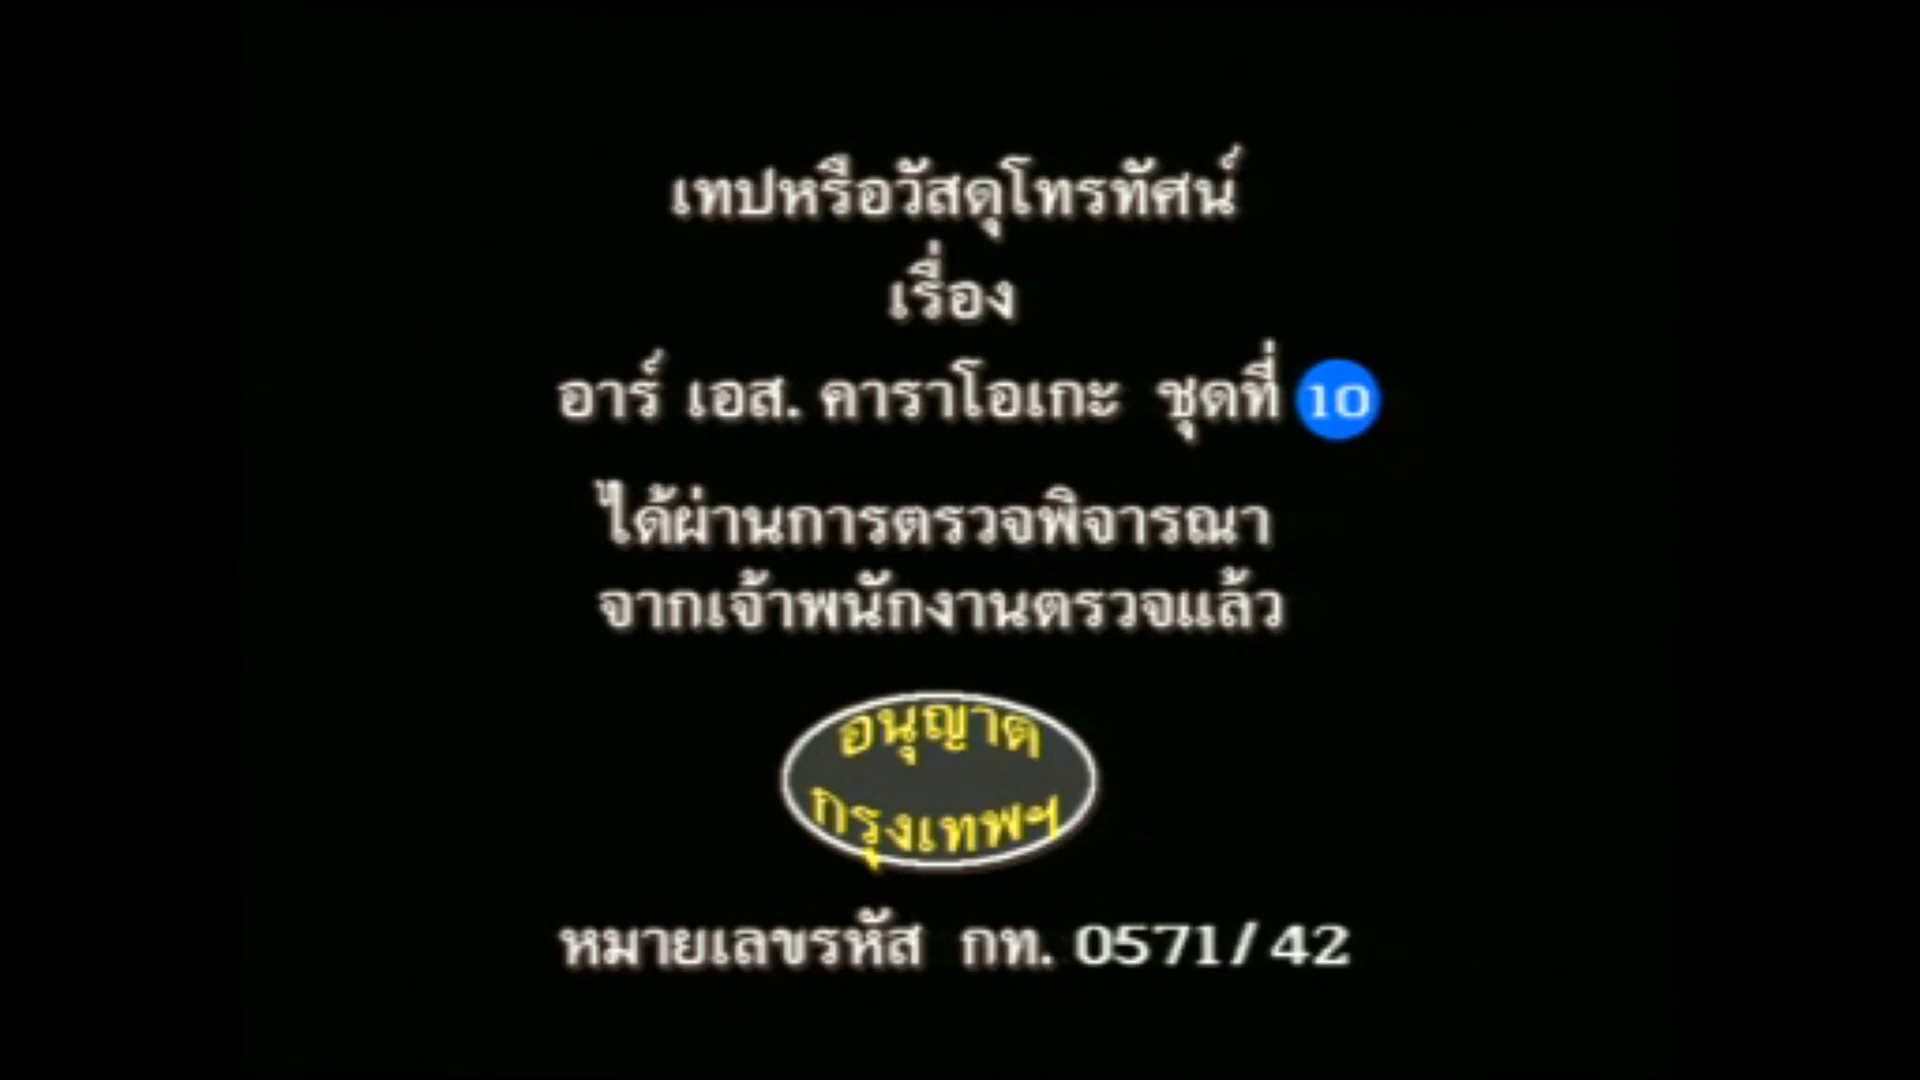 เทปหรือวัสดุโทรทัศน์
เรื่อง
อาร์ เอส. คาราโอเกะ ชุดที่ 10
ได้ผ่านการตรวจพิจารณา
จากเจ้าพนักงานตรวจแล้ว
อนุญาต
กรุงเทพฯ
หมายเลขรหัส กท. 0571/42